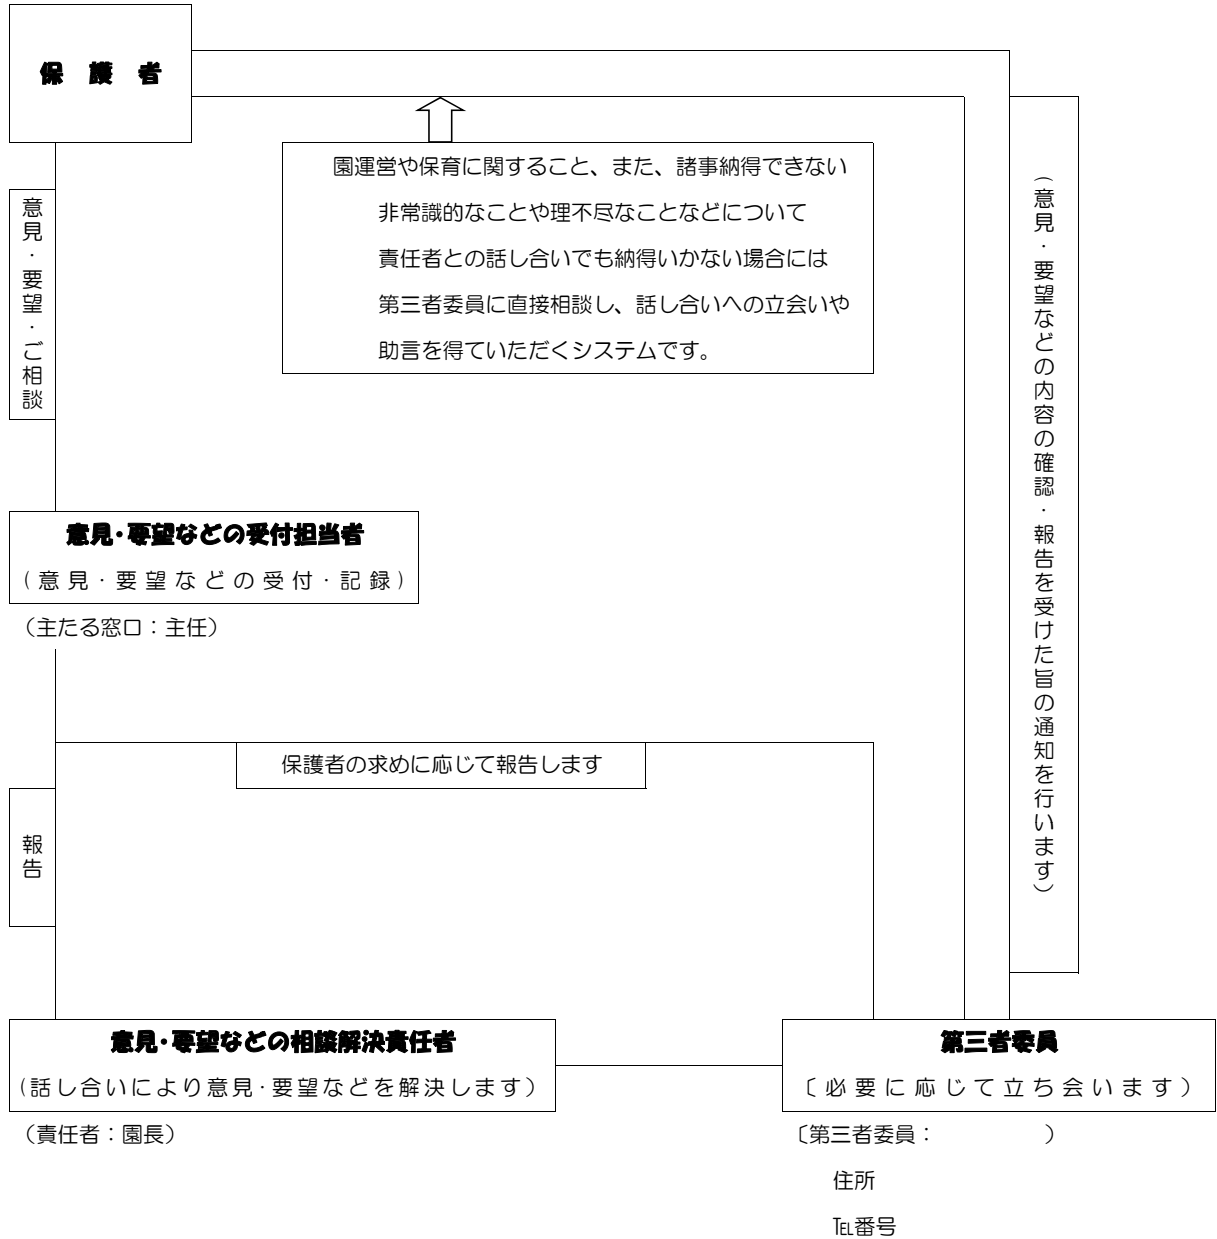 保 護 者
園運営や保育に関すること、また、諸事納得できない
非常識的なことや理不尽なことなどについて
責任者との話し合いでも納得いかない場合には
第三者委員に直接相談し、話し合いへの立会いや
助言を得ていただくシステムです。
意見・要望・ご相談
（意見・要望などの内容の確認・報告を受けた旨の通知を行います）
意見・要望などの受付担当者
(意見・要望などの受付・記録)
（主たる窓口：主任）
保護者の求めに応じて報告します
報告
意見・要望などの相談解決責任者
(話し合いにより意見・要望などを解決します）
（責任者：園長）
第三者委員
〔必要に応じて立ち会います）
〔第三者委員： ）
住所
℡番号